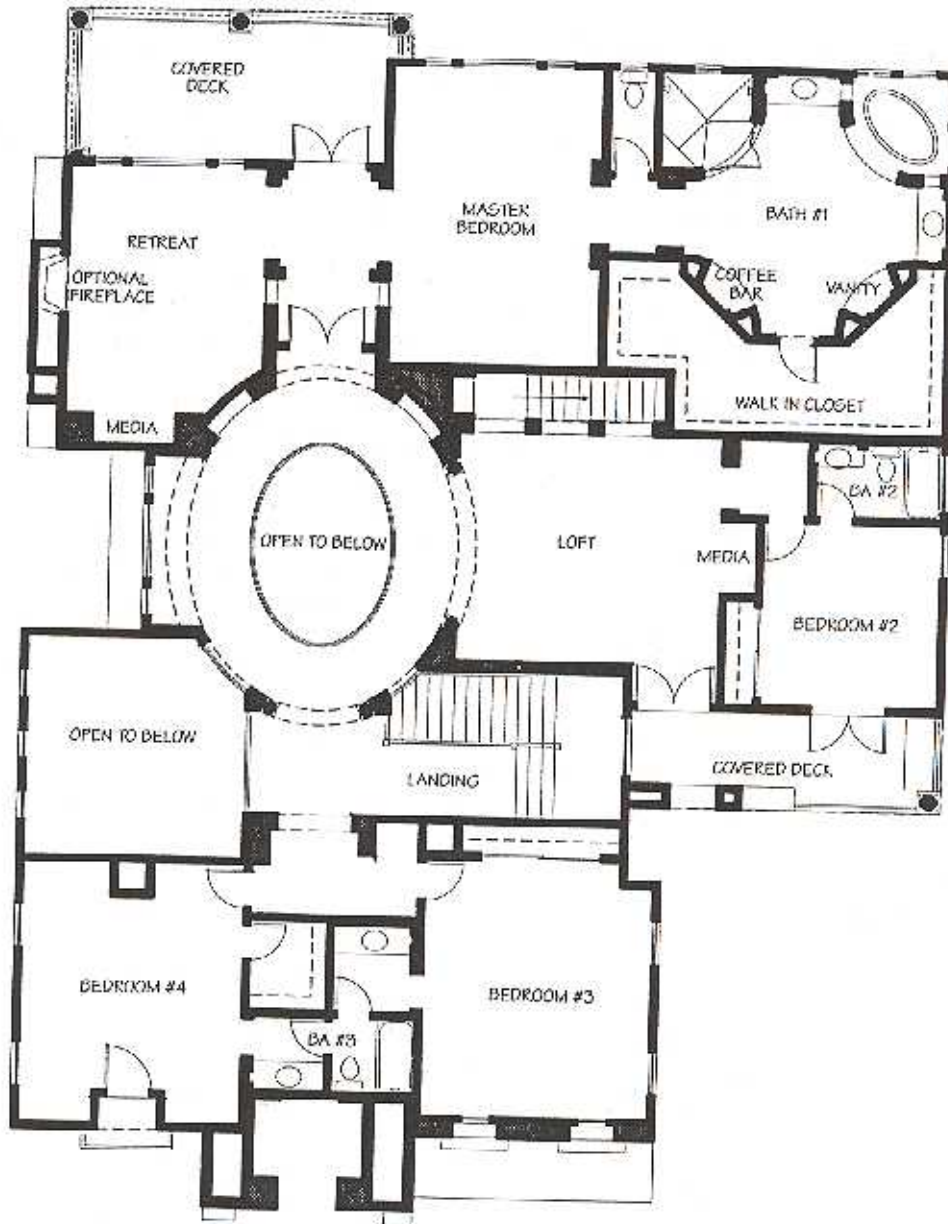 COVERED
DECK
MASTER
BEDROOM
BATH #1
RETREAT
OPTIONAL
FIREPLACE
COFFEE
BAR
VANITY
WALK IN CLOSET
MEDIA
BA #2
OPEN TO BELOW
LOFT
MEDIA
BEDROOM #2
OPEN TO BELOW
LANDING
COVERED DECK
BEDROOM #4
BEDROOM #3
BA #3